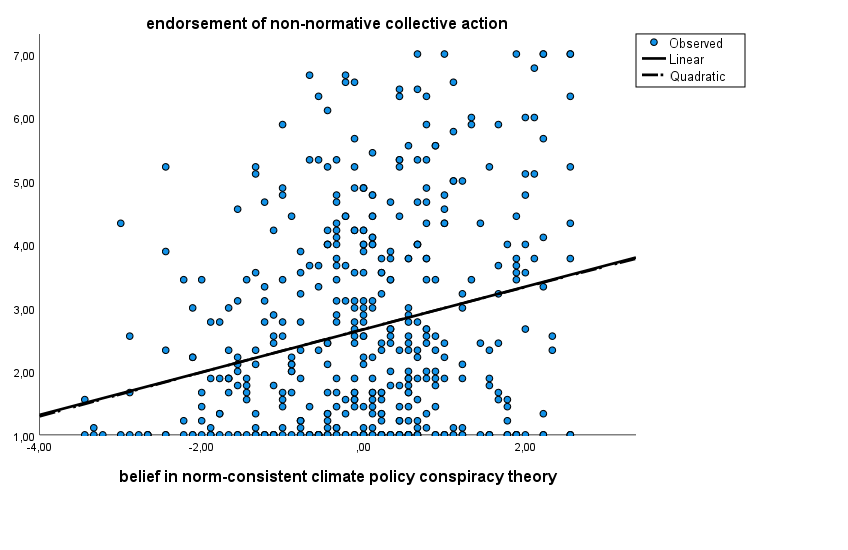 endorsement of non-normative collective action
Observed
Linear
Quadratic
7,00
6,00
5,00
4,00
3,00
2,00
1,00
-4,00
-2,00
,00
2,00
belief in norm-consistent climate policy conspiracy theory